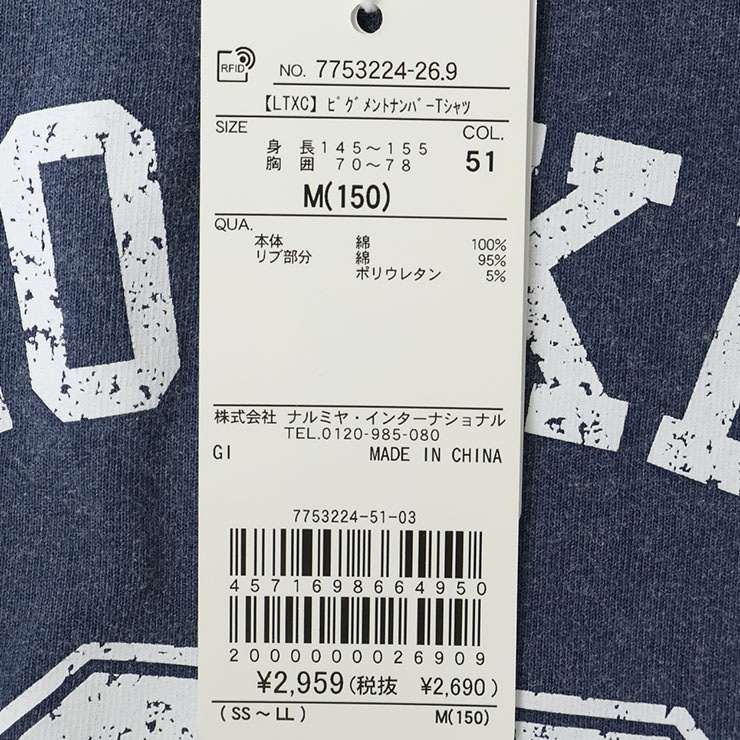 RFID NO. 7753224-26.9
【LTXC】ﾋﾟｸﾞﾒﾝﾄﾅﾝﾊﾞｰTシャツ
SIZE COL.
身 長 145～155
胸 囲 70～78 51
M(150)
QUA.
本体 綿 100%
リブ部分 綿 95%
ポリウレタン 5%
株式会社 ナルミヤ・インターナショナル
TEL.0120-985-080
GI MADE IN CHINA
7753224-51-03
4571698664950
2000000026909
¥2,959(税抜 ¥2,690)
(SS～LL) M(150)
O K